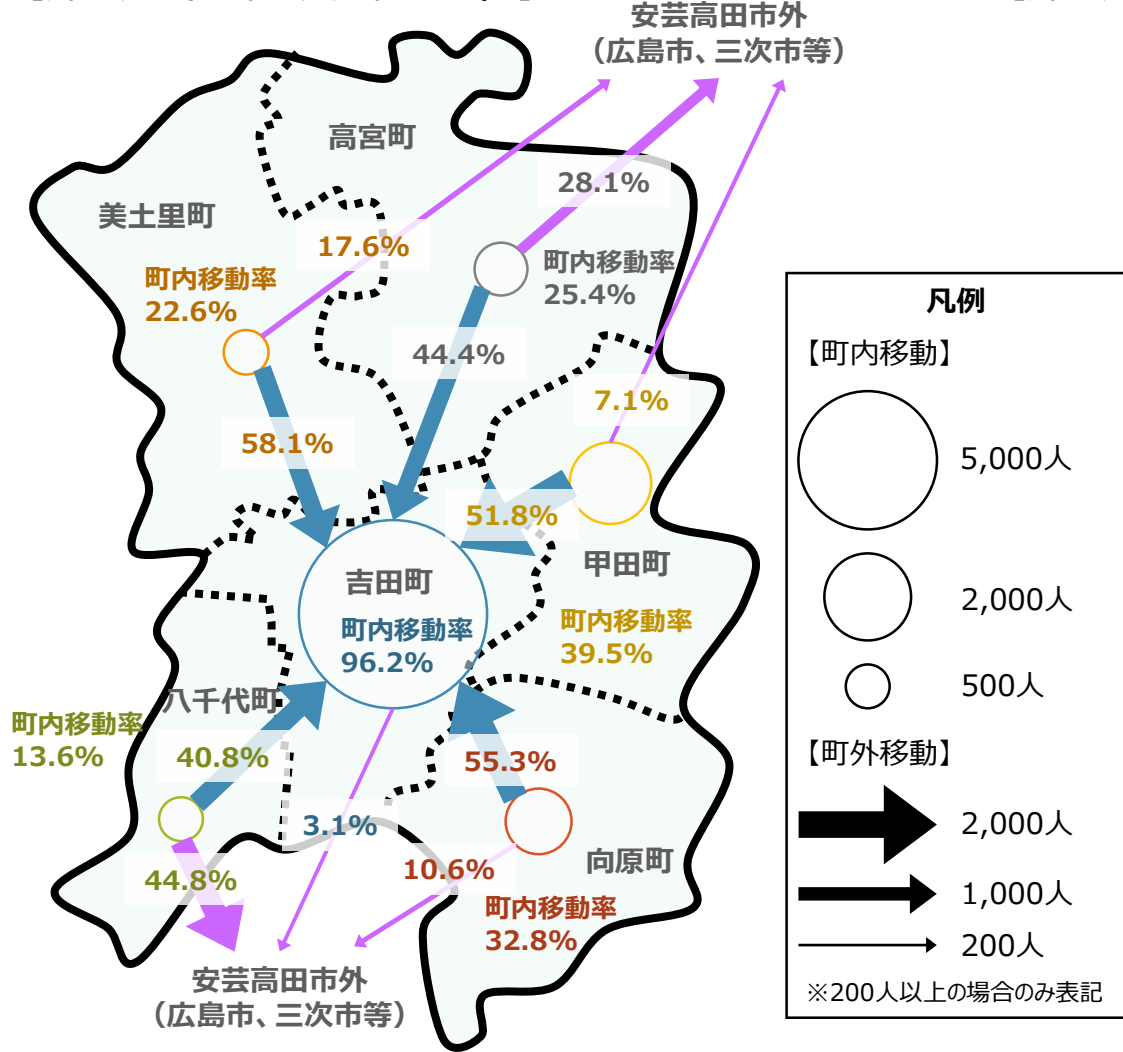 安芸高田市外
（広島市、三次市等）
高宮町
28.1%
美土里町
17.6%
町内移動率
22.6%
町内移動率
25.4%
44.4%
7.1%
58.1%
51.8%
甲田町
吉田町
町内移動率
96.2%
町内移動率
39.5%
八千代町
町内移動率
13.6%
40.8%
55.3%
3.1%
44.8%
10.6%
向原町
町内移動率
32.8%
安芸高田市外
（広島市、三次市等）
凡例
【町内移動】
5,000人
2,000人
500人
【町外移動】
2,000人
1,000人
200人
※200人以上の場合のみ表記